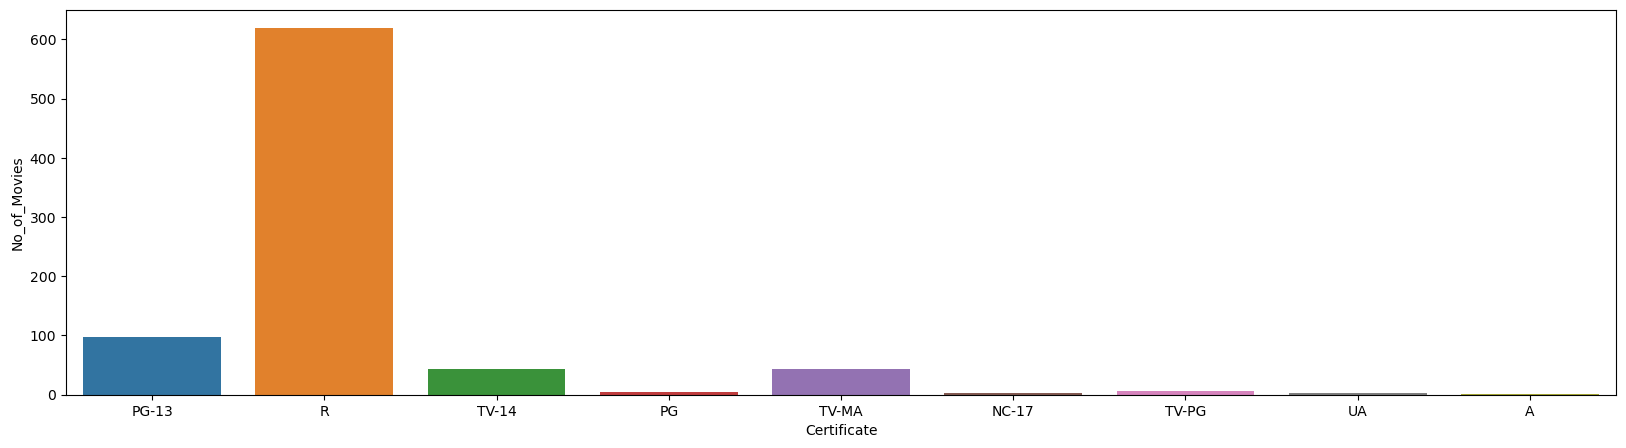 600
500
400
300
200
100
0
No_of_Movies
PG-13 R TV-14 PG TV-MA NC-17 TV-PG UA A
Certificate